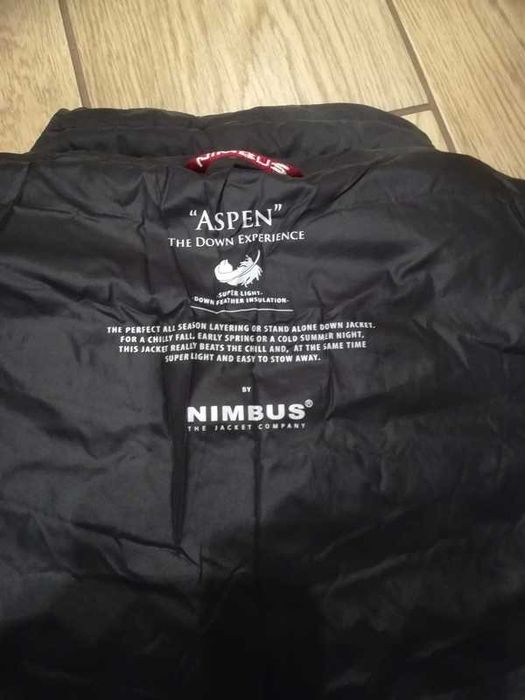 NIMBUS
"ASPEN"
THE DOWN EXPERIENCE
·SUPER LIGHT·
·DOWN FEATHER INSULATION·
THE PERFECT ALL SEASON LAYERING OR STAND ALONE DOWN JACKET.
FOR A CHILLY FALL, EARLY SPRING OR A COLD SUMMER NIGHT,
THIS JACKET REALLY BEATS THE CHILL AND, AT THE SAME TIME
SUPER LIGHT AND EASY TO STOW AWAY.
BY
NIMBUS®
THE JACKET COMPANY